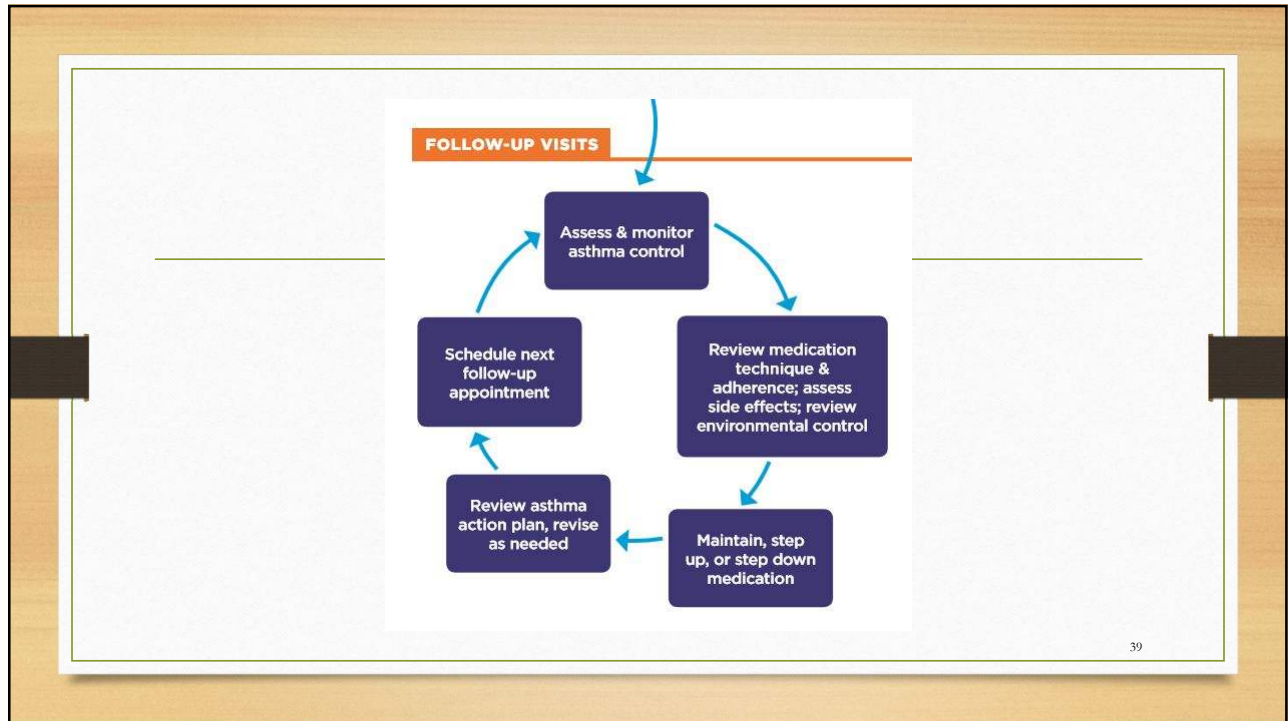 FOLLOW-UP VISITS
Assess & monitor
asthma control
Review medication
technique &
adherence; assess
side effects; review
environmental control
Maintain, step
up, or step down
medication
Review asthma
action plan, revise
as needed
Schedule next
follow-up
appointment
39